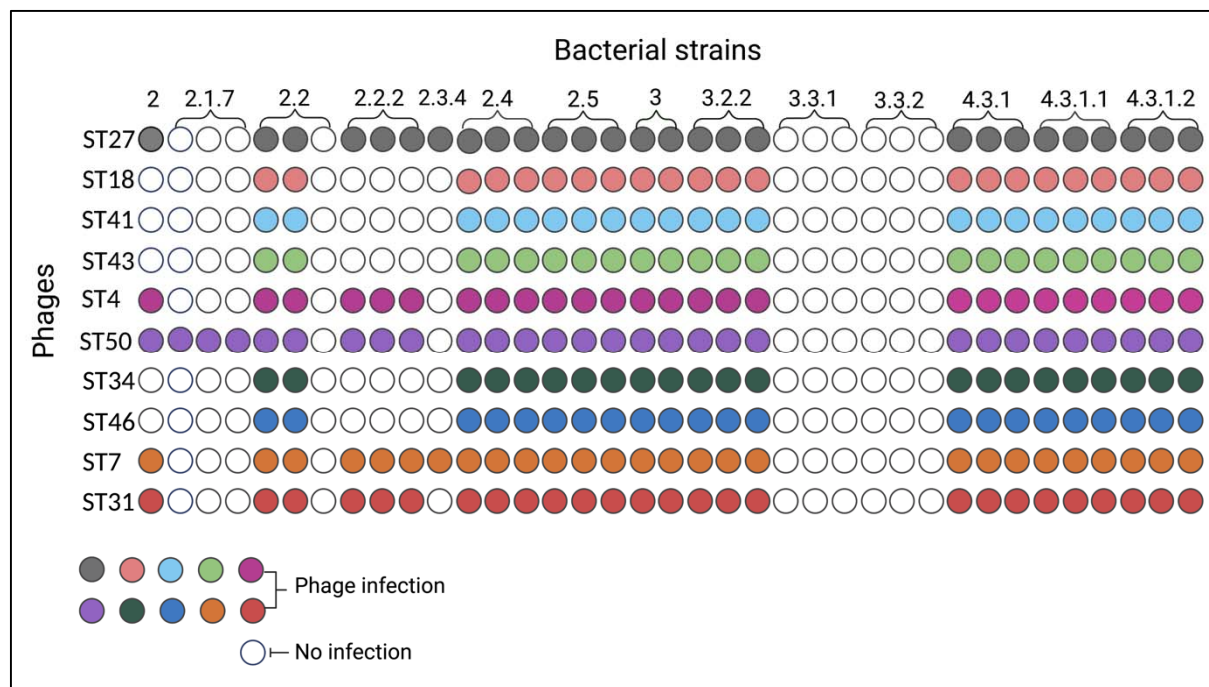 Bacterial strains
2 2.1.7 2.2 2.2.2 2.3.4 2.4 2.5 3 3.2.2 3.3.1 3.3.2 4.3.1 4.3.1.1 4.3.1.2
Phages
ST27
ST18
ST41
ST43
ST4
ST50
ST34
ST46
ST7
ST31
Phage infection
No infection